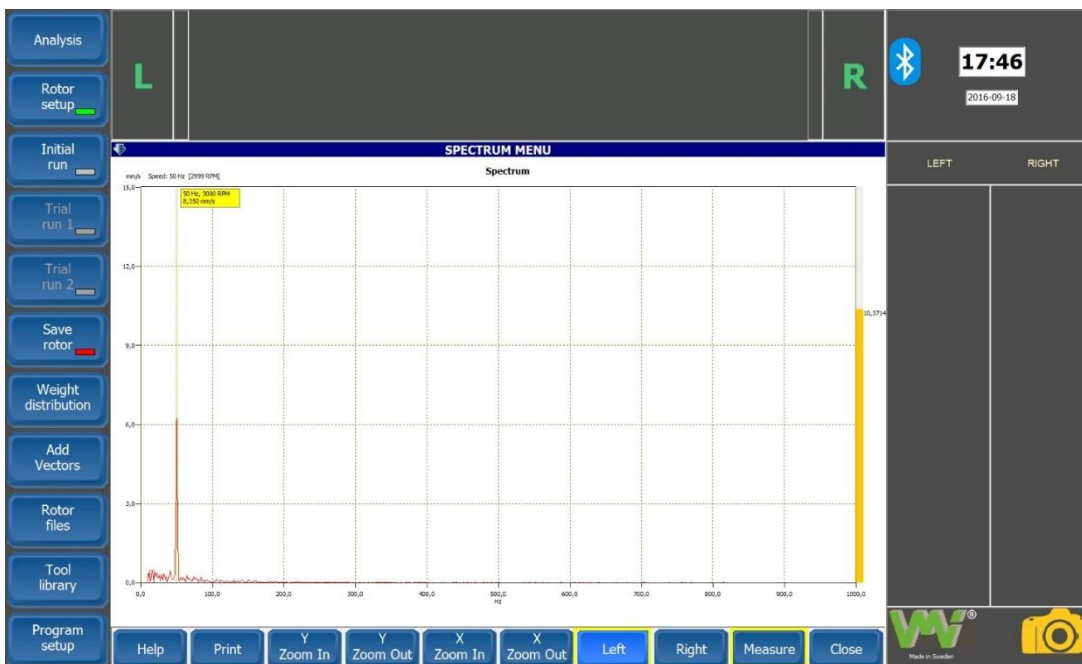 Analysis
Rotor
setup
Initial
run
Trial
run 1
Trial
run 2
Save
rotor
Weight
distribution
Add
Vectors
Rotor
files
Tool
library
Program
setup
L
R
17:46
2016-09-18
LEFT RIGHT
SPECTRUM MENU
Spectrum
mm/s Speed: 50 Hz [2999 RPM]
50 Hz, 3000 RPM
8,350 mm/s
15,0
12,0
9,0
6,0
3,0
0,0
10,3714
0,0 100,0 200,0 300,0 400,0 500,0 600,0 700,0 800,0 900,0 1000,0
Hz
Help Print Y Zoom In Y Zoom Out X Zoom In X Zoom Out Left Right Measure Close
VMI®
Made in Sweden